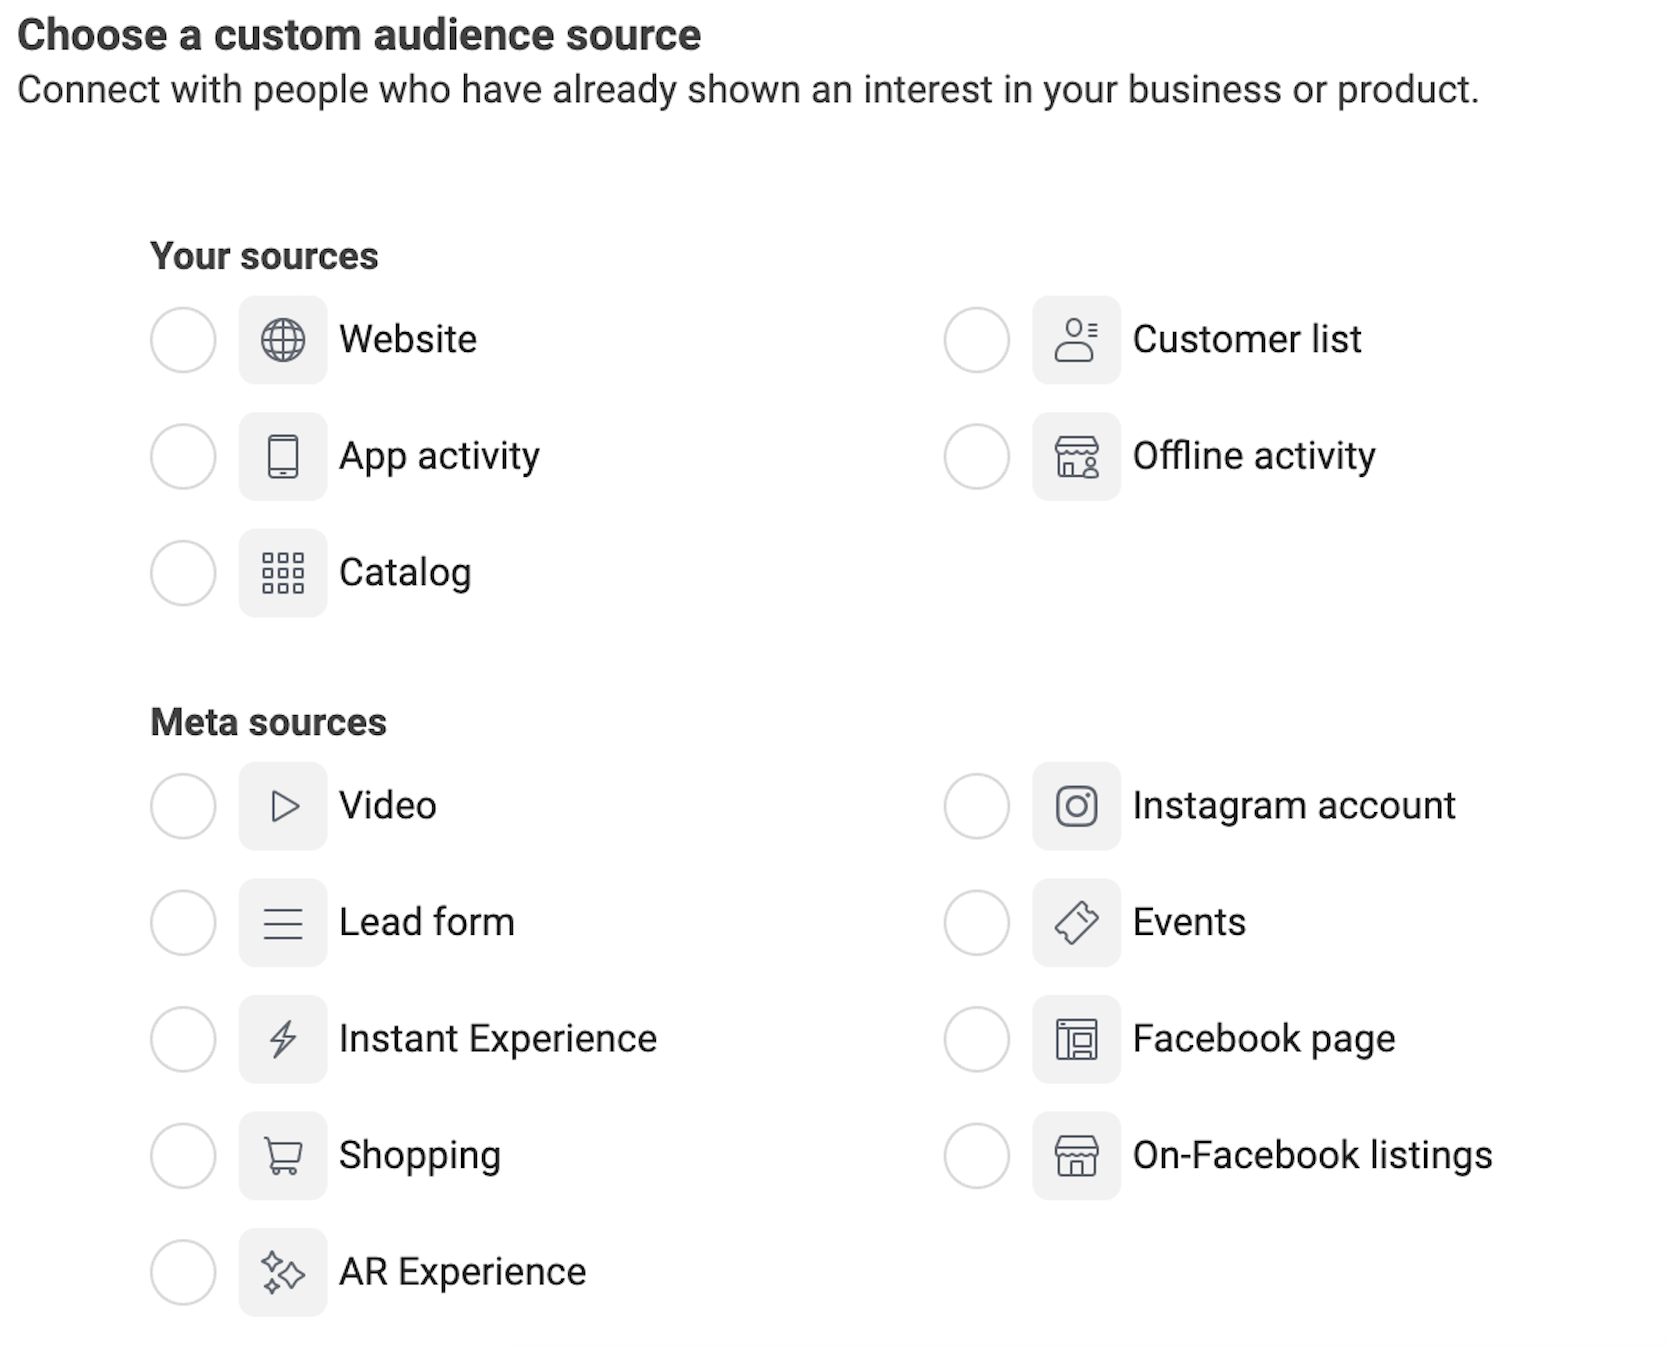 Choose a custom audience source
Connect with people who have already shown an interest in your business or product.
Your sources
Website
Customer list
App activity
Offline activity
Catalog
Meta sources
Video
Instagram account
Lead form
Events
Instant Experience
Facebook page
Shopping
On-Facebook listings
AR Experience